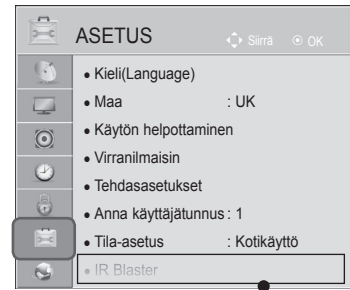 ASETUS
Siirrä
OK
• Kieli(Language)
• Maa : UK
• Käytön helpottaminen
• Virranilmaisin
• Tehdasasetukset
• Anna käyttäjätunnus : 1
• Tila-asetus : Kotikäyttö
• IR Blaster